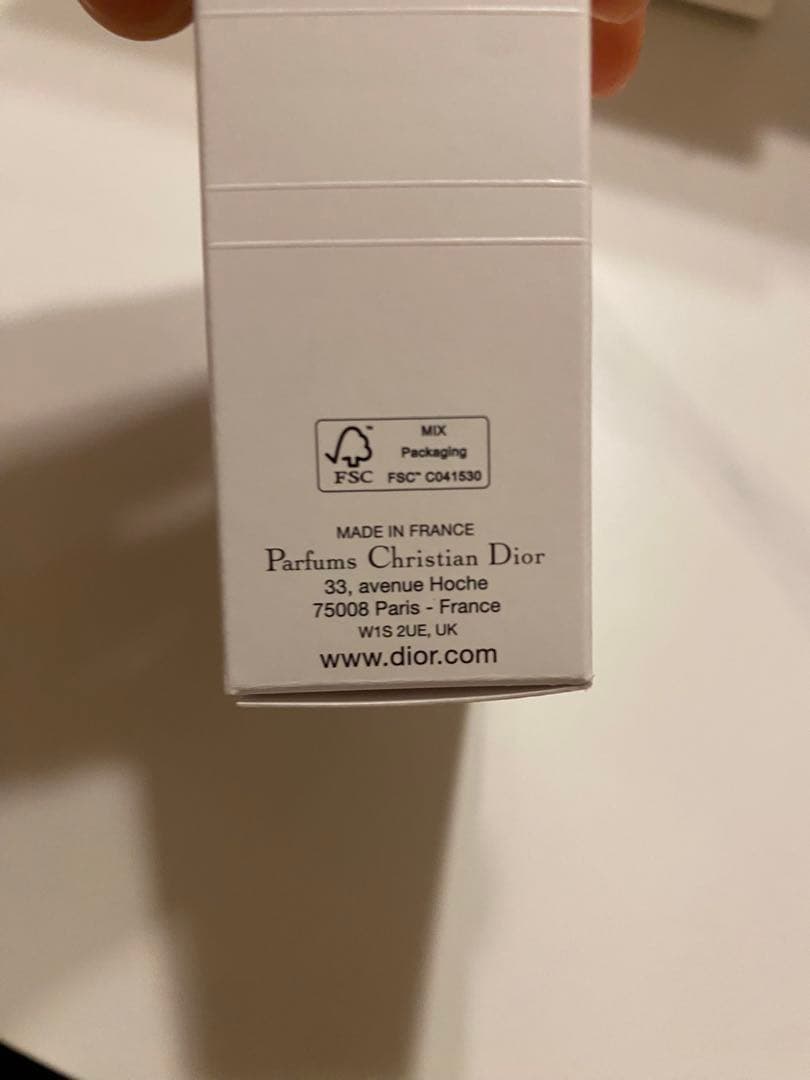 MIX
Packaging
FSC™ FSC™ C041530
MADE IN FRANCE
Parfums Christian Dior
33, avenue Hoche
75008 Paris - France
W1S 2UE, UK
www.dior.com